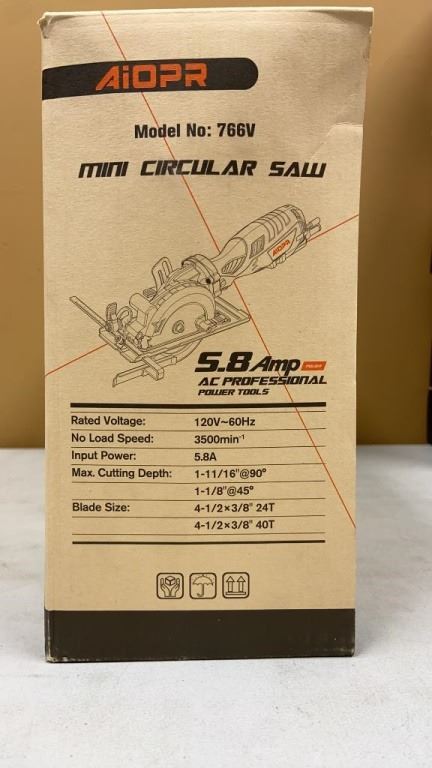 AiOPR
Model No: 766V
MINI CIRCULAR SAW
AiOPR
5.8Amp
AC PROFESSIONAL
POWER TOOLS
Rated Voltage: 120V~60Hz
No Load Speed: 3500min⁻¹
Input Power: 5.8A
Max. Cutting Depth: 1-11/16"@90°
1-1/8"@45°
Blade Size: 4-1/2×3/8" 24T
4-1/2×3/8" 40T